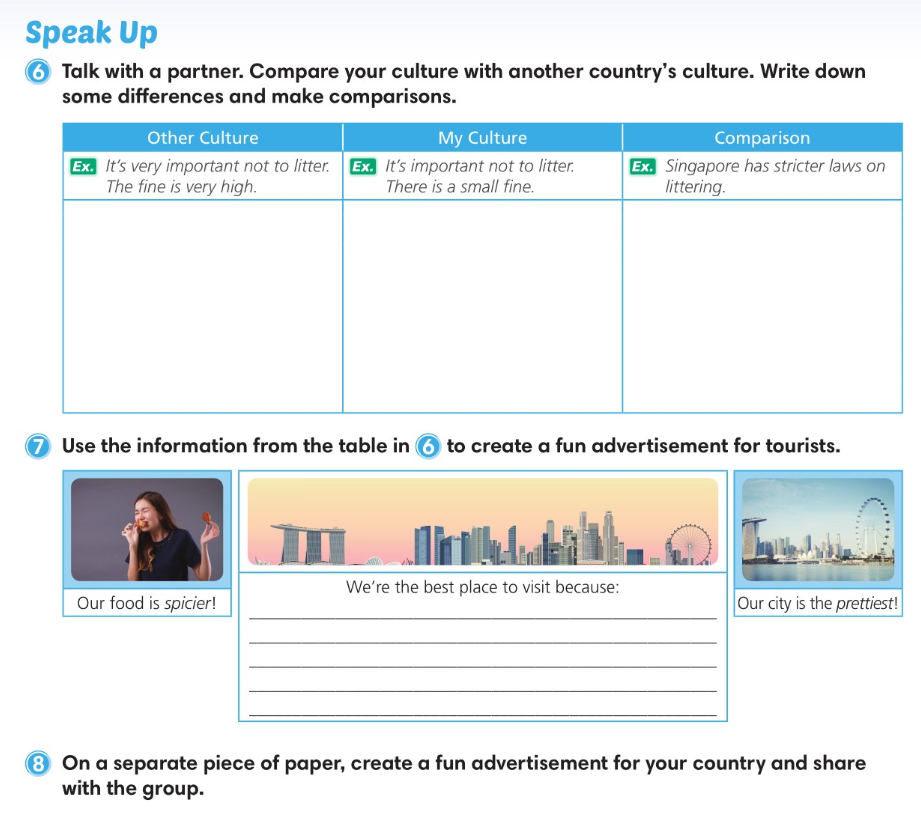 Speak Up
6 Talk with a partner. Compare your culture with another country's culture. Write down
some differences and make comparisons.
Other Culture
My Culture
Comparison
Ex. It's very important not to litter.
The fine is very high.
Ex. It's important not to litter.
There is a small fine.
Ex. Singapore has stricter laws on
littering.
7 Use the information from the table in 6 to create a fun advertisement for tourists.
Our food is spicier!
We're the best place to visit because:
Our city is the prettiest!
8 On a separate piece of paper, create a fun advertisement for your country and share
with the group.